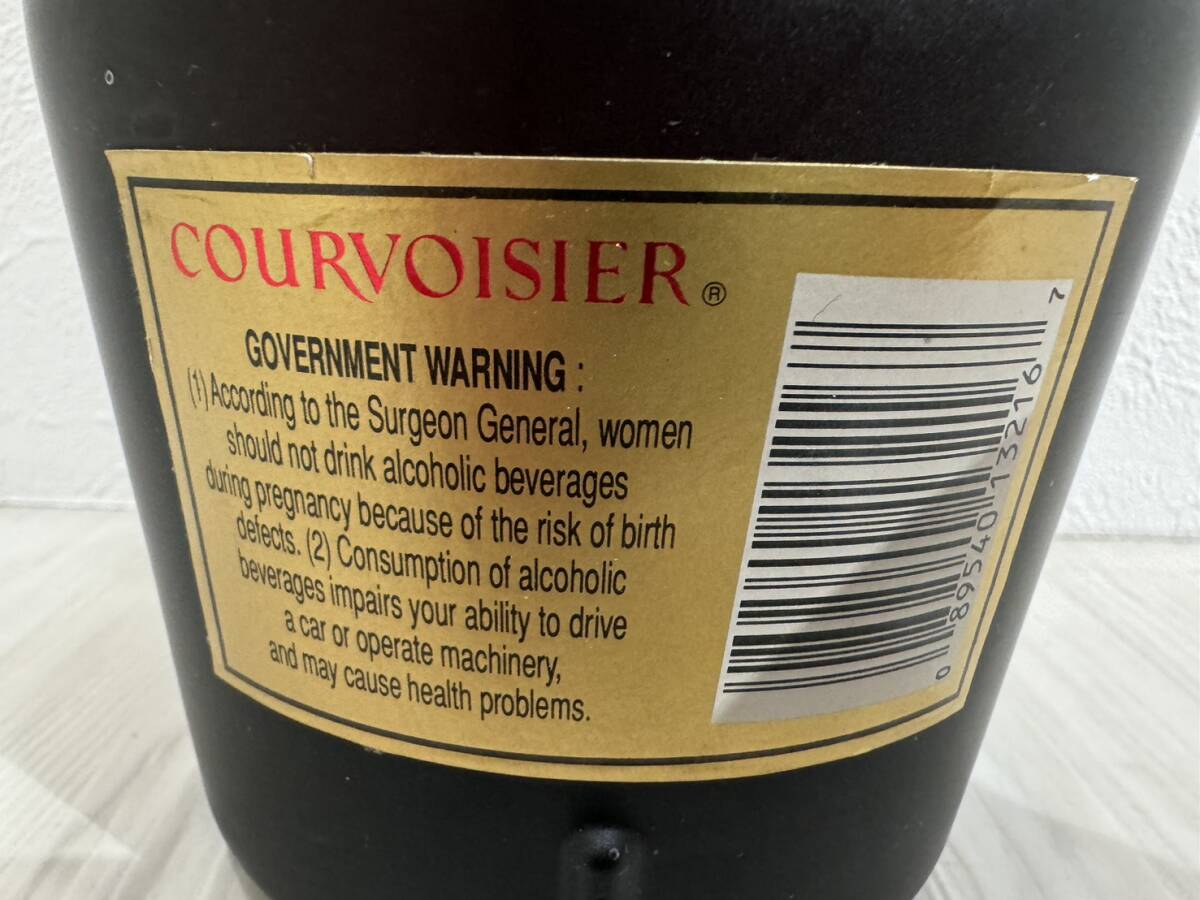 COURVOISIER ®
GOVERNMENT WARNING :
(1) According to the Surgeon General, women
should not drink alcoholic beverages
during pregnancy because of the risk of birth
defects. (2) Consumption of alcoholic
beverages impairs your ability to drive
a car or operate machinery,
and may cause health problems.
0 89540 13216 7